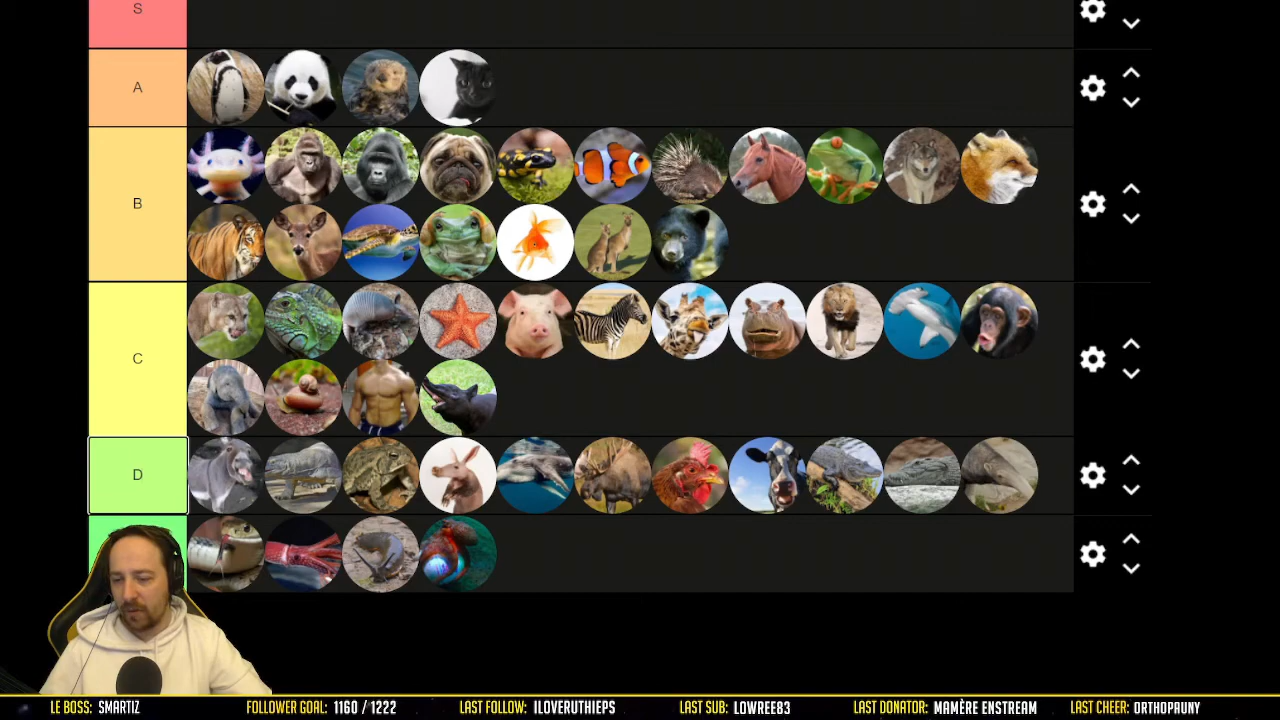 S
A
B
C
D
LE BOSS: SMARTIZ FOLLOWER GOAL: 1160 / 1222 LAST FOLLOW: ILOVERUTHIEPS LAST SUB: LOWREE83 LAST DONATOR: MAMÈRE ENSTREAM LAST CHEER: ORTHOPAUNY